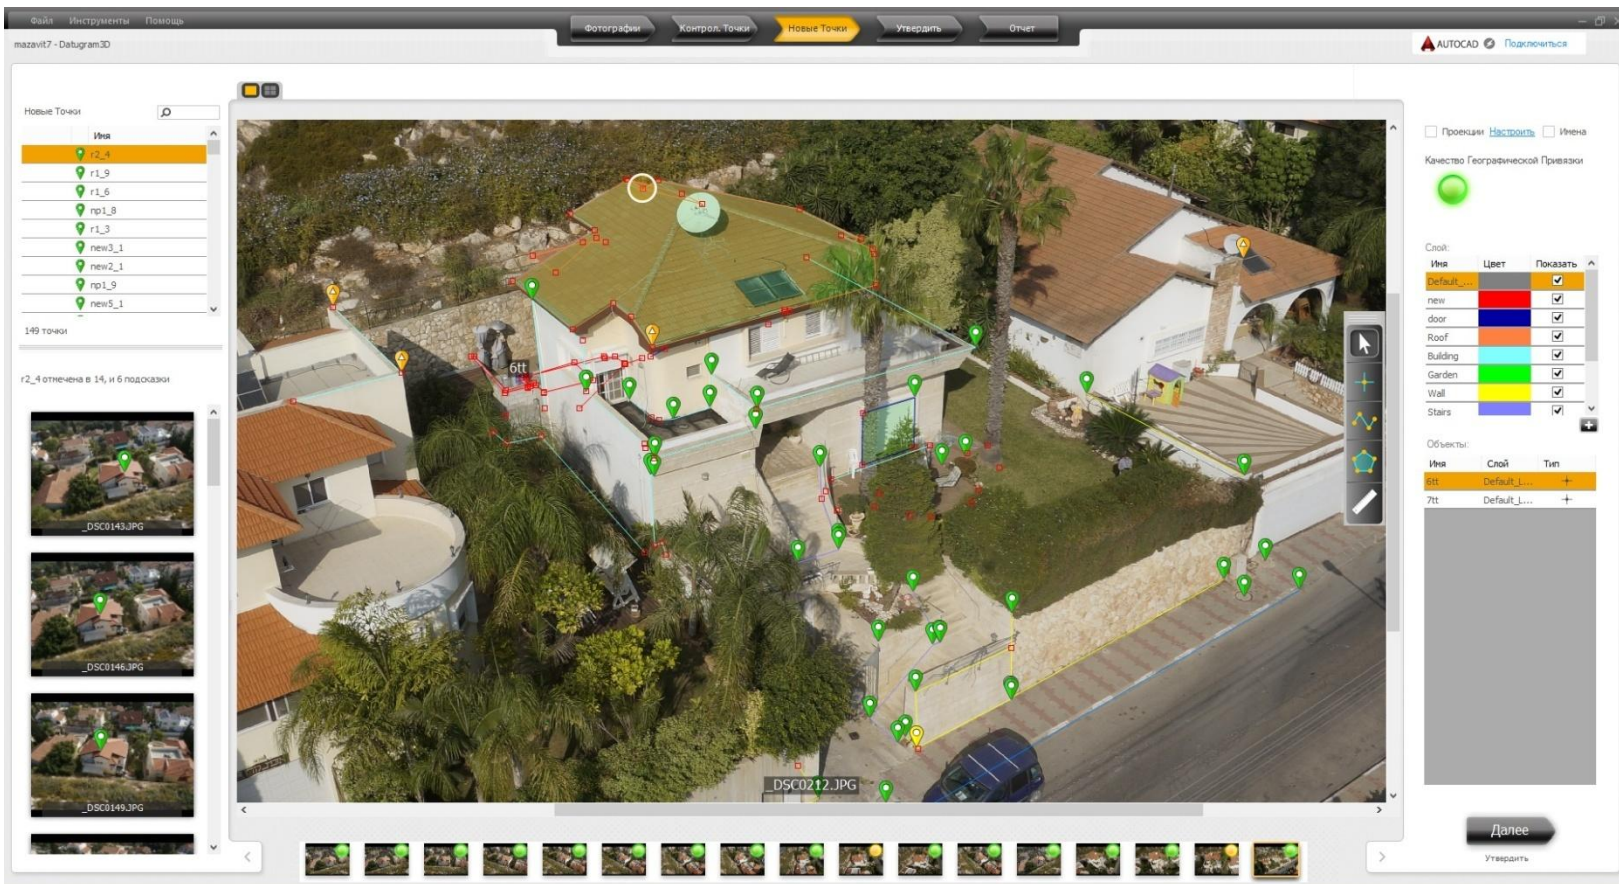 Файл Инструменты Помощь
Фотографии Контрол. Точки Новые Точки Утвердить Отчет
mazavit7 - Datugram3D
AUTOCAD Подключиться
Новые Точки
Имя
r2_4
r1_9
r1_6
np1_8
r1_3
new3_1
new2_1
np1_9
new5_1
149 точки
r2_4 отмечена в 14, и 6 подсказки
_DSC0143.JPG
_DSC0146.JPG
_DSC0149.JPG
6tt
_DSC0212.JPG
Проекции Настроить Имена
Качество Географической Привязки
Слой:
Имя Цвет Показать
Default_...
new
door
Roof
Building
Garden
Wall
Stairs
Объекты:
Имя Слой Тип
6tt Default_L...
7tt Default_L...
Далее
Утвердить